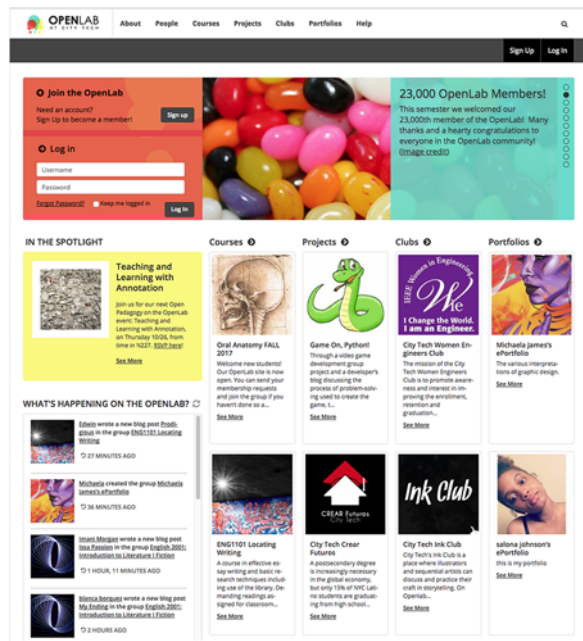 OPENLAB
AT CITY TECH
About People Courses Projects Clubs Portfolios Help
Sign Up Log In
Join the OpenLab
Need an account?
Sign Up to become a member!
Sign up
Log in
Username
Password
Forgot Password? Keep me logged in
Log In
23,000 OpenLab Members!
This semester we welcomed our
23,000th member of the OpenLab! Many
thanks and a hearty congratulations to
everyone in the OpenLab community!
(Image credit)
IN THE SPOTLIGHT
Teaching and
Learning with
Annotation
Join us for our next Open
Pedagogy on the OpenLab
event: Teaching and
Learning with Annotation,
on Thursday 10/26, from
time in h227. RSVP here!
See More
WHAT'S HAPPENING ON THE OPENLAB?
Edwin wrote a new blog post Prodi-
gious in the group ENG1101 Locating
Writing
27 MINUTES AGO
Michaela created the group Michaela
James's ePortfolio
36 MINUTES AGO
Imani Morgan wrote a new blog post
Issa Passion in the group English 2001:
Introduction to Literature I Fiction
1 HOUR, 11 MINUTES AGO
blanca borquez wrote a new blog post
My Ending in the group English 2001:
Introduction to Literature I Fiction
2 HOURS AGO
Courses
Oral Anatomy FALL
2017
Welcome new students!
Our OpenLab site is now
open. You can send your
membership requests
and join the group if you
haven't done so a...
See More
ENG1101 Locating
Writing
A course in effective es-
say writing and basic re-
search techniques includ-
ing use of the library. De-
manding readings as-
signed for classroom...
See More
Projects
Game On, Python!
Through a video game
development group
project and a developer's
blog discussing the
process of problem-solv-
ing used to create the
game, t...
See More
CREAR Futuros
City Tech
City Tech Crear
Futuros
A postsecondary degree
is increasingly necessary
in the global economy,
but only 15% of NYC Lati-
no students are graduat-
ing from high school...
See More
Clubs
IEEE Women in Engineering
Wie
I Change the World.
I am an Engineer.
City Tech Women En-
gineers Club
The mission of the City
Tech Women Engineers
Club is to promote aware-
ness and interest in im-
proving the enrollment,
retention and
graduation...
See More
Ink Club
City Tech Ink Club
City Tech's Ink Club is a
place where illustrators
and sequential artists can
discuss and practice their
craft in storytelling. On
Openlab...
See More
Portfolios
Michaela James's
ePortfolio
The various interpreta-
tions of graphic design.
See More
salona johnson's
ePortfolio
this is my portfolio
See More